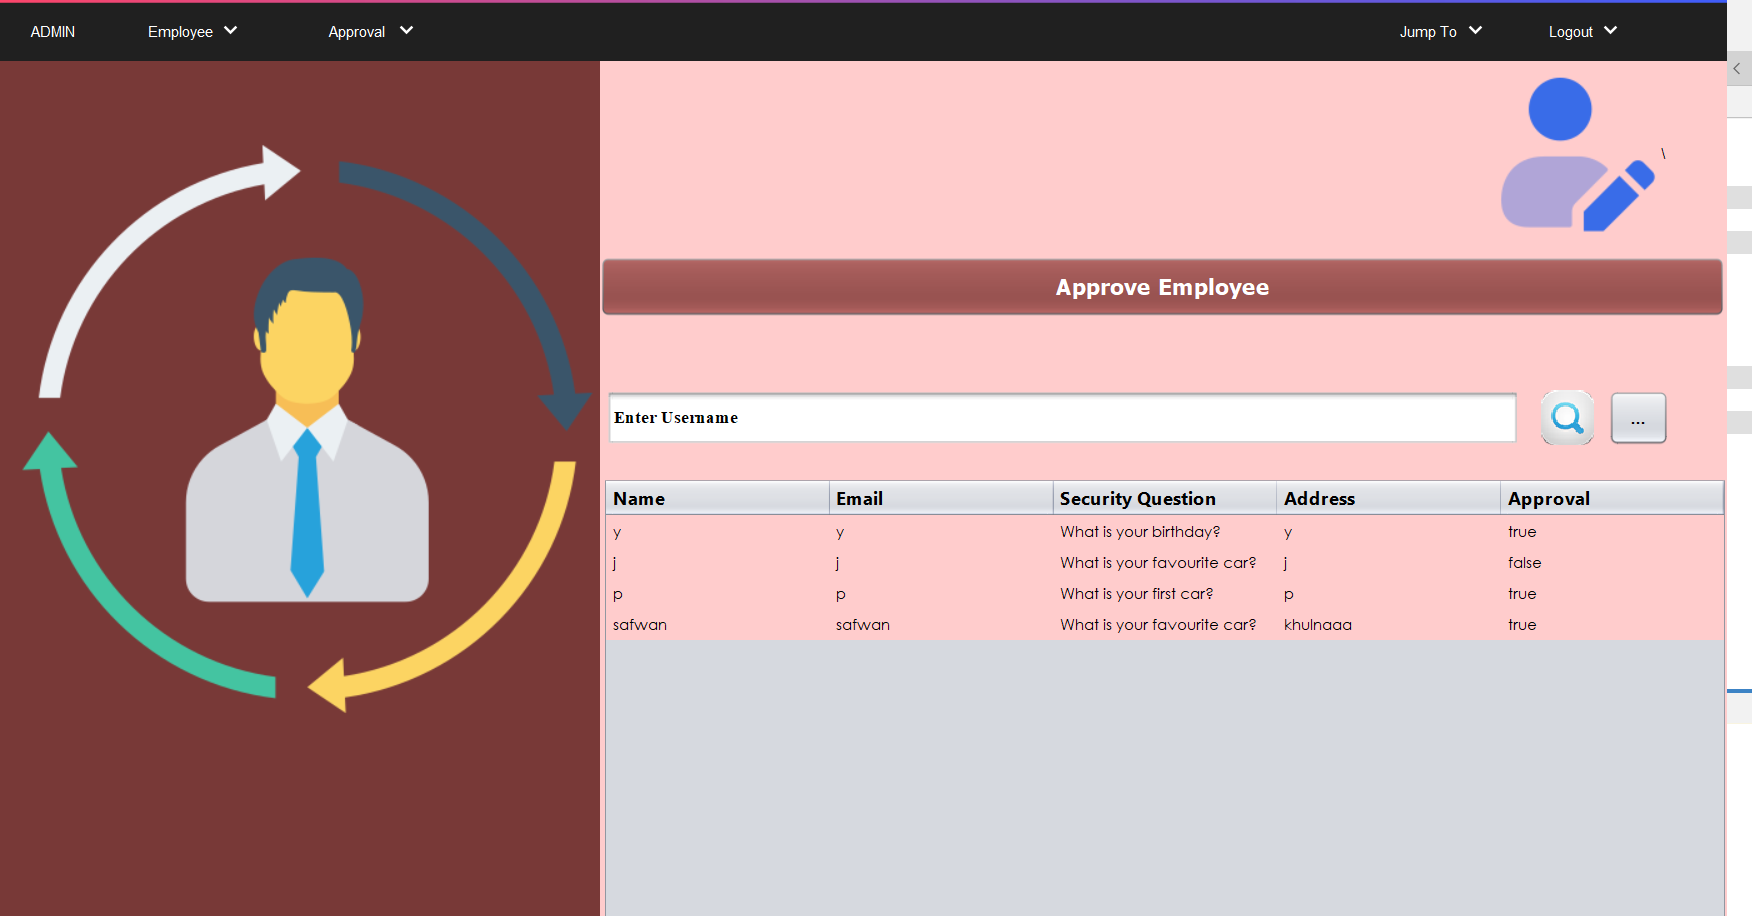 ADMIN Employee Approval Jump To Logout
\
Approve Employee
Enter Username
...
Name Email Security Question Address Approval
y y What is your birthday? y true
j j What is your favourite car? j false
p p What is your first car? p true
safwan safwan What is your favourite car? khulnaaa true